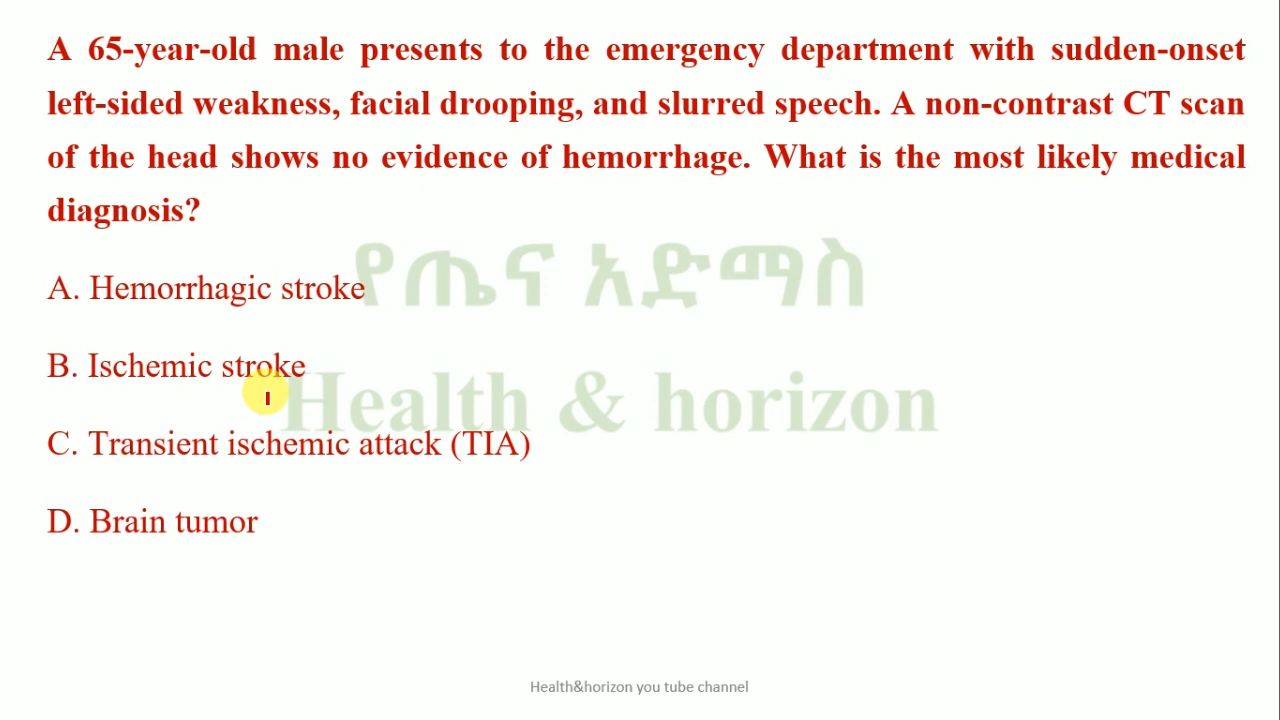 A 65-year-old male presents to the emergency department with sudden-onset
left-sided weakness, facial drooping, and slurred speech. A non-contrast CT scan
of the head shows no evidence of hemorrhage. What is the most likely medical
diagnosis?
የጤና አድማስ
A. Hemorrhagic stroke
B. Ischemic stroke
Health & horizon
C. Transient ischemic attack (TIA)
D. Brain tumor
Health&horizon you tube channel